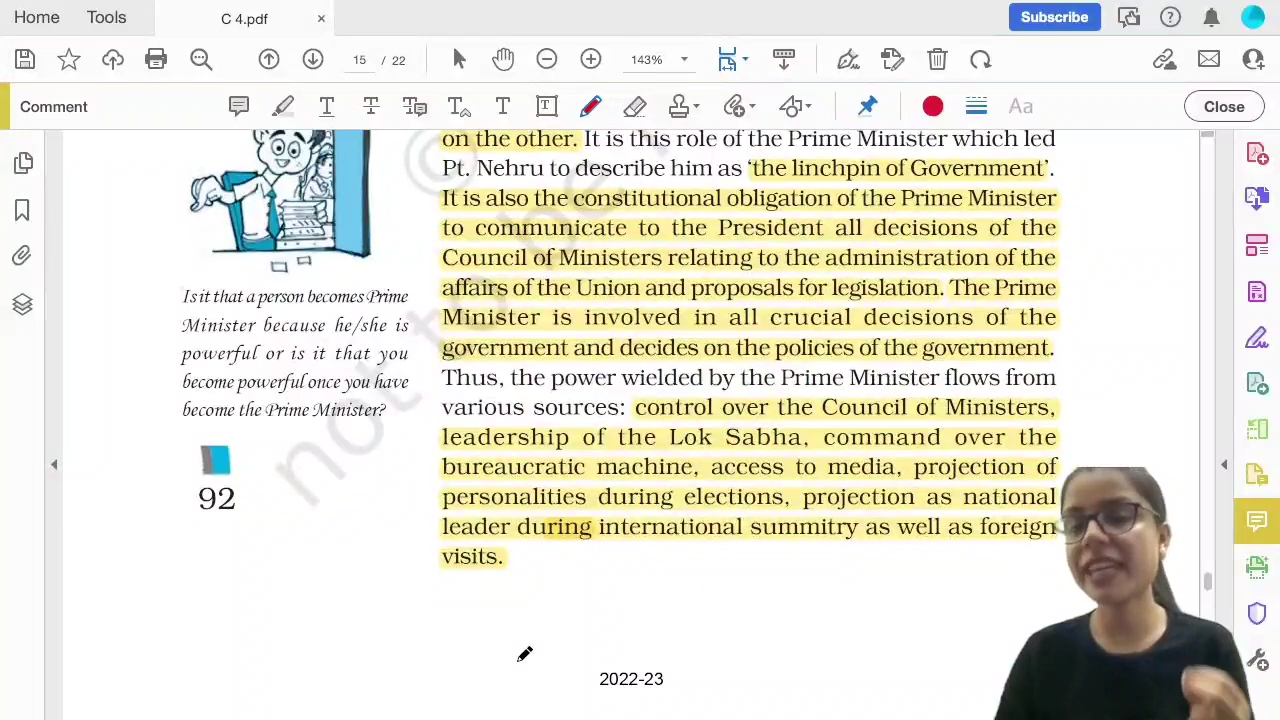 Home Tools C 4.pdf × Subscribe
15 / 22 143%
Comment Aa Close
on the other. It is this role of the Prime Minister which led
Pt. Nehru to describe him as ‘the linchpin of Government’.
It is also the constitutional obligation of the Prime Minister
to communicate to the President all decisions of the
Council of Ministers relating to the administration of the
affairs of the Union and proposals for legislation. The Prime
Minister is involved in all crucial decisions of the
government and decides on the policies of the government.
Thus, the power wielded by the Prime Minister flows from
various sources: control over the Council of Ministers,
leadership of the Lok Sabha, command over the
bureaucratic machine, access to media, projection of
personalities during elections, projection as national
leader during international summitry as well as foreign
visits.
Is it that a person becomes Prime
Minister because he/she is
powerful or is it that you
become powerful once you have
become the Prime Minister?
92
2022-23
©
not to be